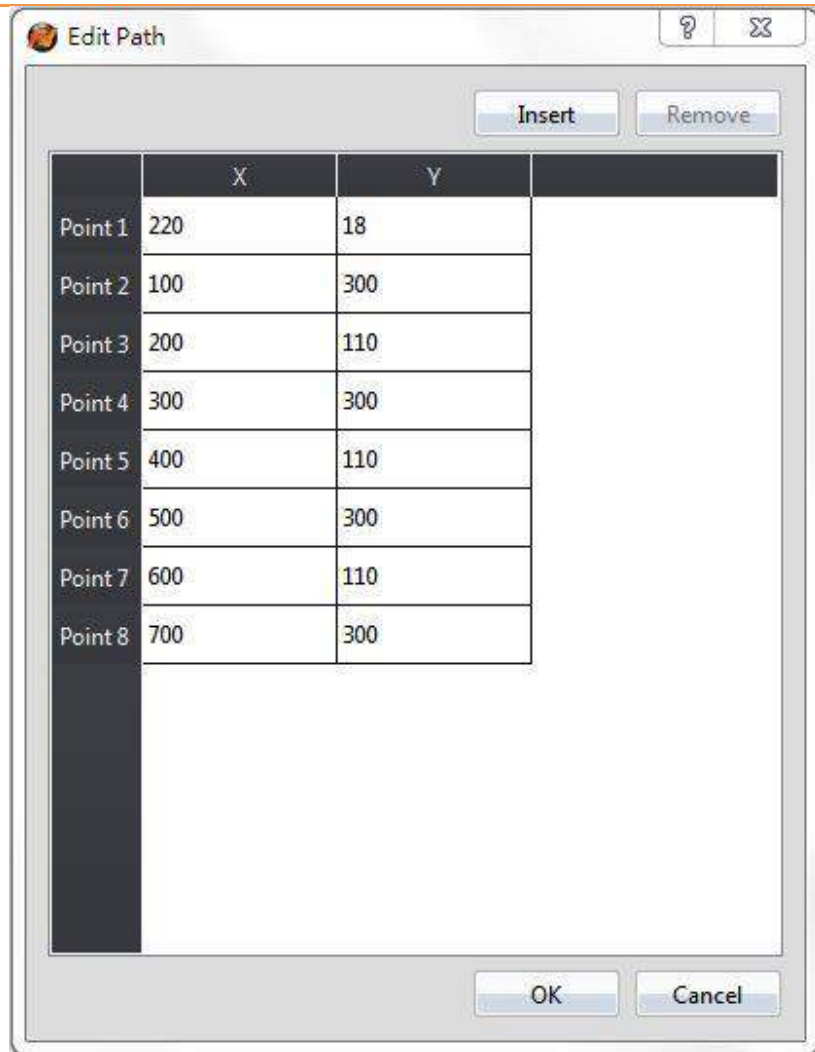 Edit Path
Insert Remove
X Y
Point 1 220 18
Point 2 100 300
Point 3 200 110
Point 4 300 300
Point 5 400 110
Point 6 500 300
Point 7 600 110
Point 8 700 300
OK Cancel